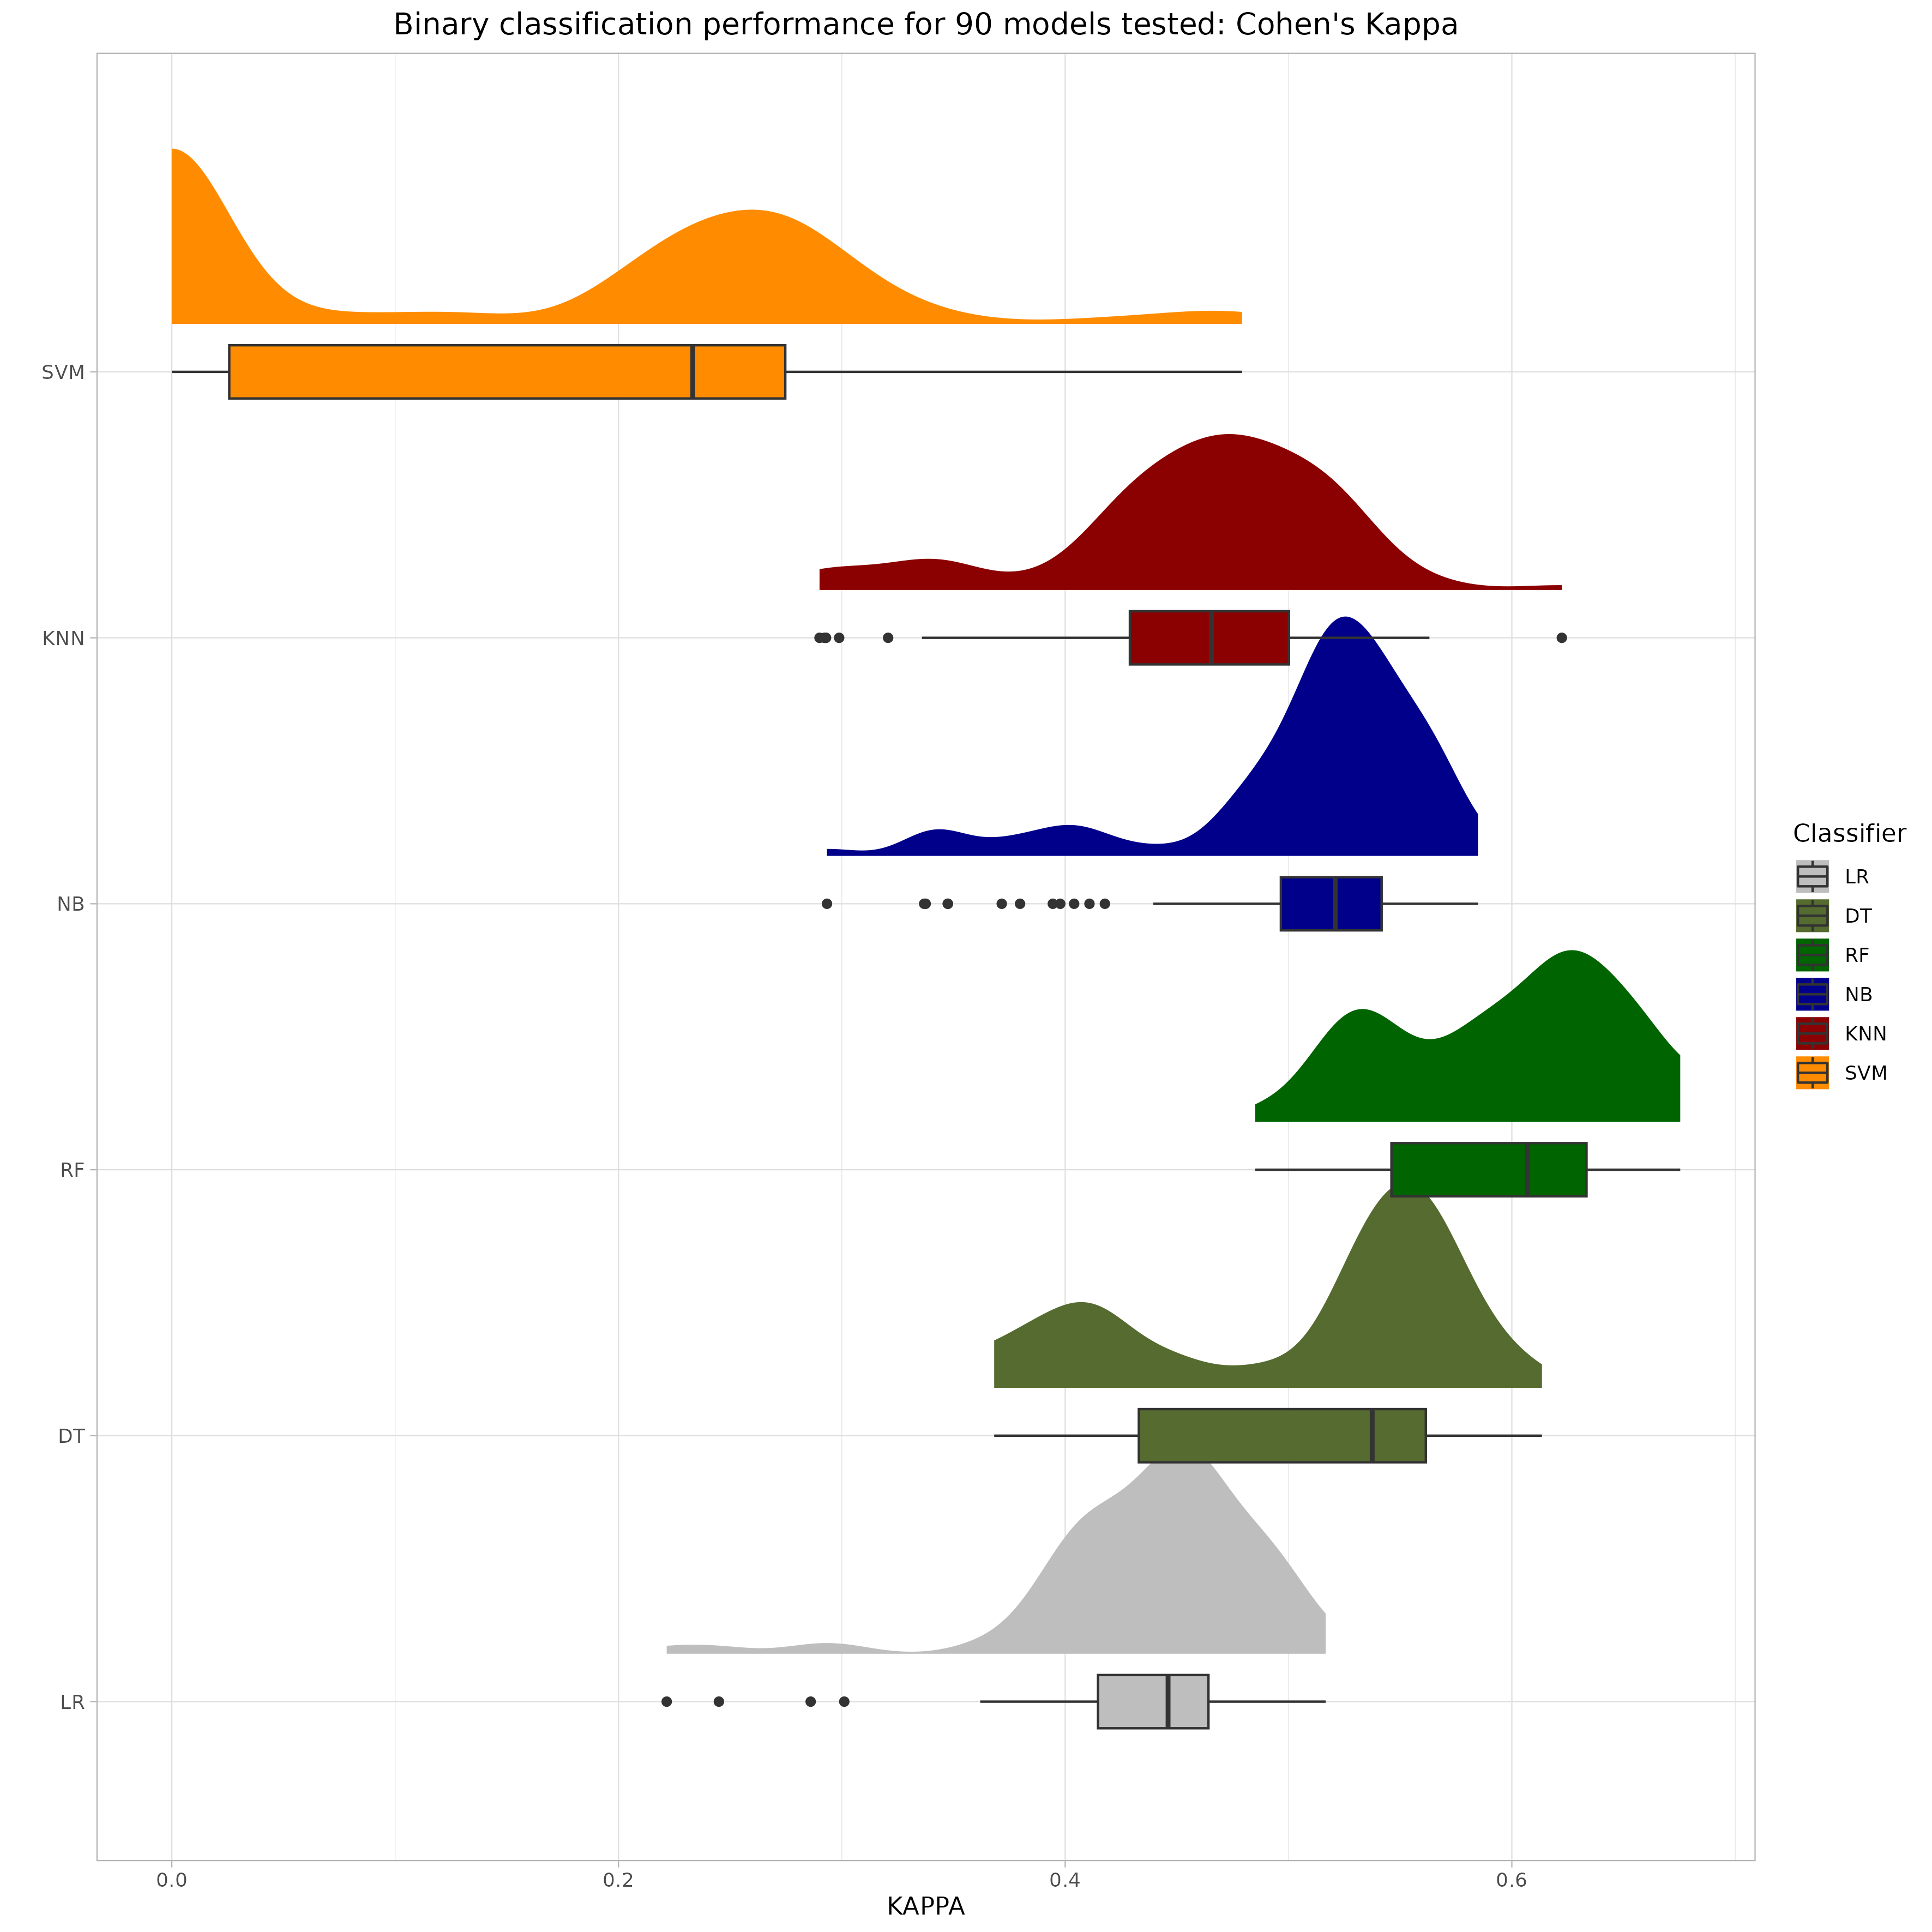 Binary classification performance for 90 models tested: Cohen's Kappa
SVM
KNN
NB
RF
DT
LR
0.0
0.2
0.4
0.6
KAPPA
Classifier
LR
DT
RF
NB
KNN
SVM